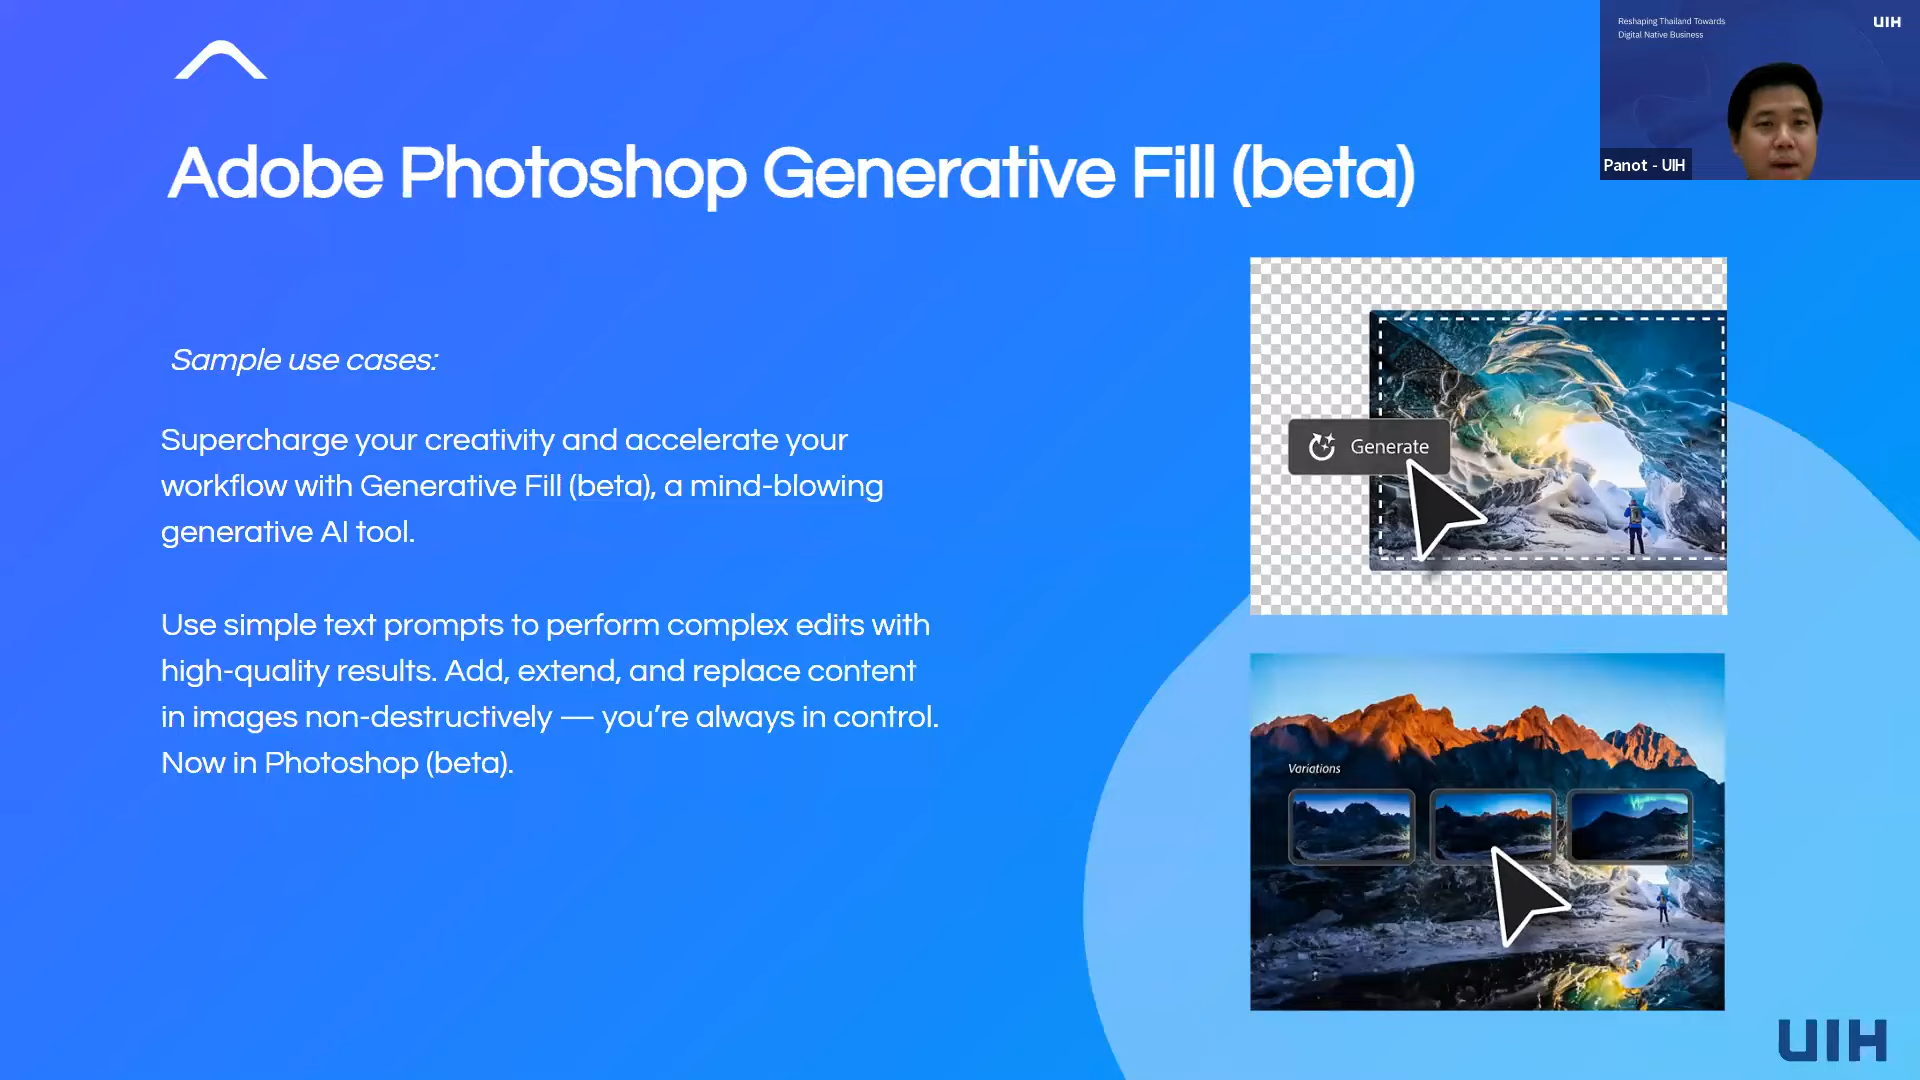 Reshaping Thailand Towards
Digital Native Business
UIH
Panot - UIH
Adobe Photoshop Generative Fill (beta)
Sample use cases:
Supercharge your creativity and accelerate your
workflow with Generative Fill (beta), a mind-blowing
generative AI tool.
Use simple text prompts to perform complex edits with
high-quality results. Add, extend, and replace content
in images non-destructively — you’re always in control.
Now in Photoshop (beta).
Generate
Variations
UIH